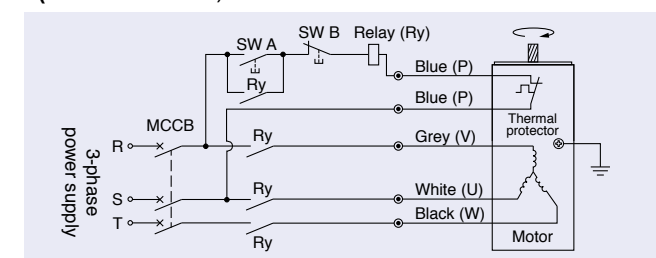 SW A
SW B
Relay (Ry)
Ry
Blue (P)
Blue (P)
Thermal
protector
MCCB
R
Ry
Grey (V)
3-phase
power supply
S
Ry
White (U)
T
Ry
Black (W)
Motor